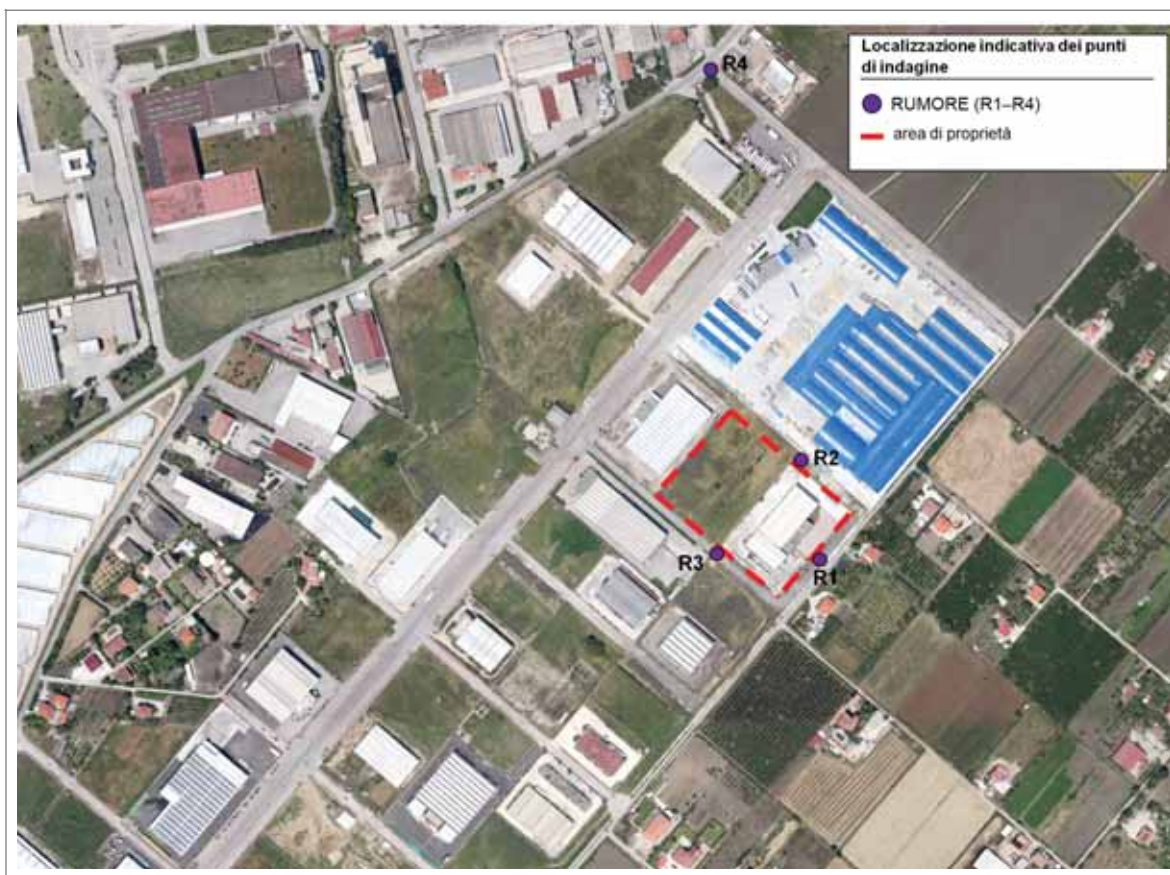 Localizzazione indicativa dei punti
di indagine
RUMORE (R1–R4)
area di proprietà
R4
R2
R3
R1